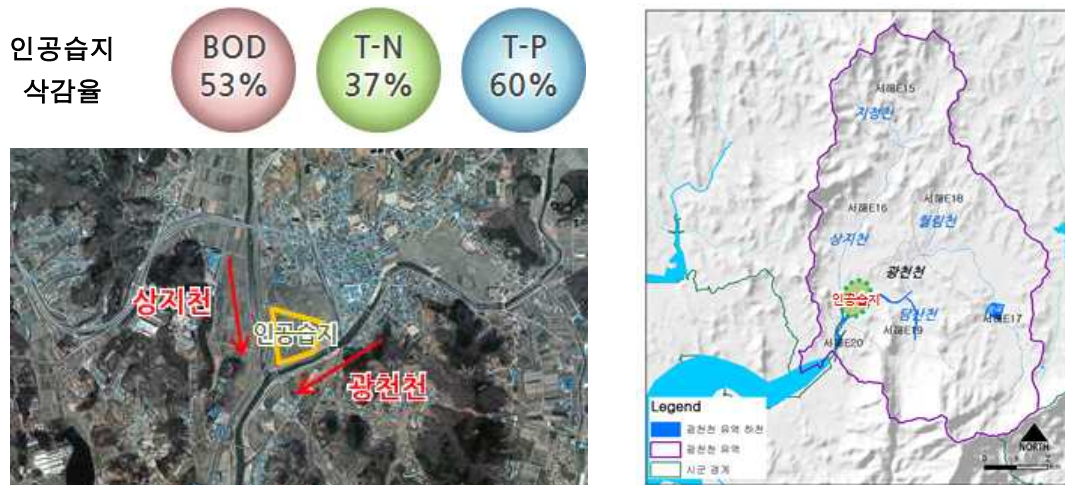 인공습지
삭감율
BOD
53%
T-N
37%
T-P
60%
상지천
인공습지
광천천
서해E15
지정천
서해E16
서해E18
월림천
상지천
광천천
인공습지
담산천
서해E17
서해E19
서해E20
Legend
광천천 유역 하천
광천천 유역
시군 경계
NORTH